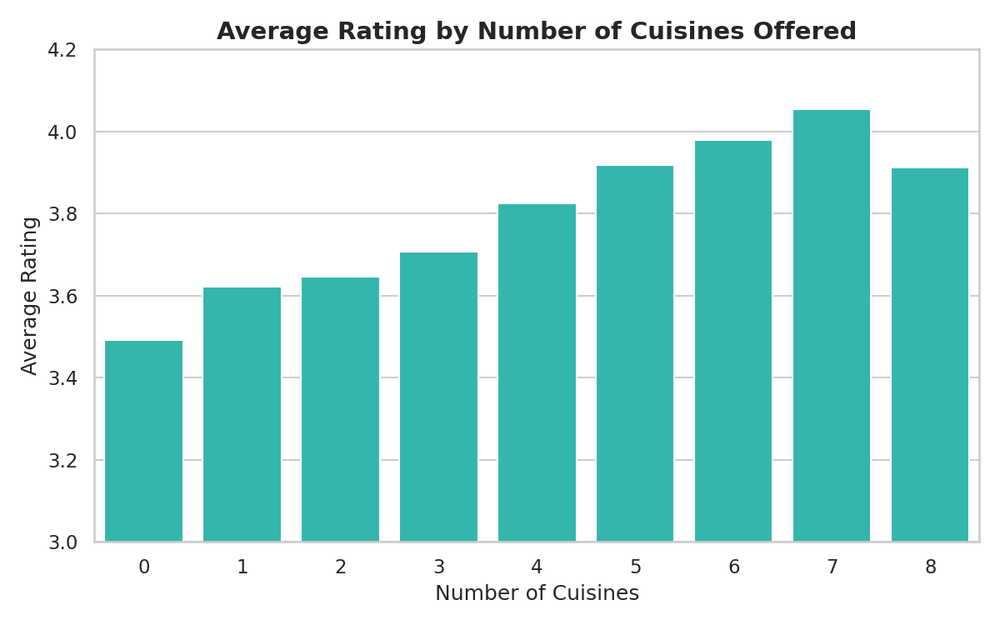 Average Rating by Number of Cuisines Offered
4.2
4.0
3.8
3.6
3.4
3.2
3.0
Average Rating
0 1 2 3 4 5 6 7 8
Number of Cuisines